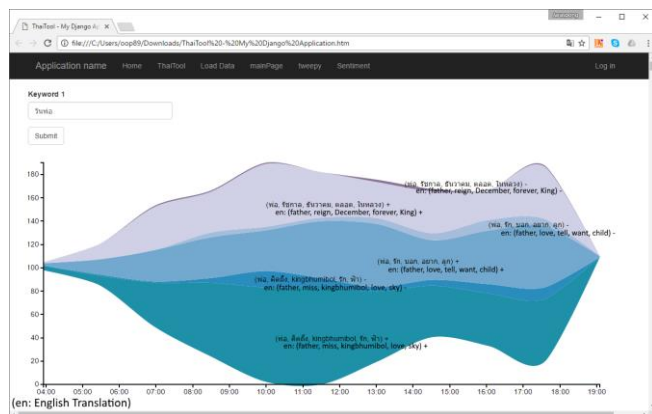 ThaiTool - My Django Ap
file:///C:/Users/oop89/Downloads/ThaiTool%20-%20My%20Django%20Application.htm
Application name Home ThaiTool Load Data mainPage tweepy Sentiment Log in
Keyword 1
วันพ่อ
Submit
180
160
140
120
100
80
60
40
20
0
(พ่อ, รัชกาล, ธันวาคม, ตลอด, ในหลวง) -
en: (father, reign, December, forever, King) -
(พ่อ, รัชกาล, ธันวาคม, ตลอด, ในหลวง) +
en: (father, reign, December, forever, King) +
(พ่อ, รัก, บอก, อยาก, ลูก) -
en: (father, love, tell, want, child) -
(พ่อ, รัก, บอก, อยาก, ลูก) +
en: (father, love, tell, want, child) +
(พ่อ, คิดถึง, kingbhumibol, รัก, ฟ้า) -
en: (father, miss, kingbhumibol, love, sky) -
(พ่อ, คิดถึง, kingbhumibol, รัก, ฟ้า) +
en: (father, miss, kingbhumibol, love, sky) +
04:00 05:00 06:00 07:00 08:00 09:00 10:00 11:00 12:00 13:00 14:00 15:00 16:00 17:00 18:00 19:00
(en: English Translation)